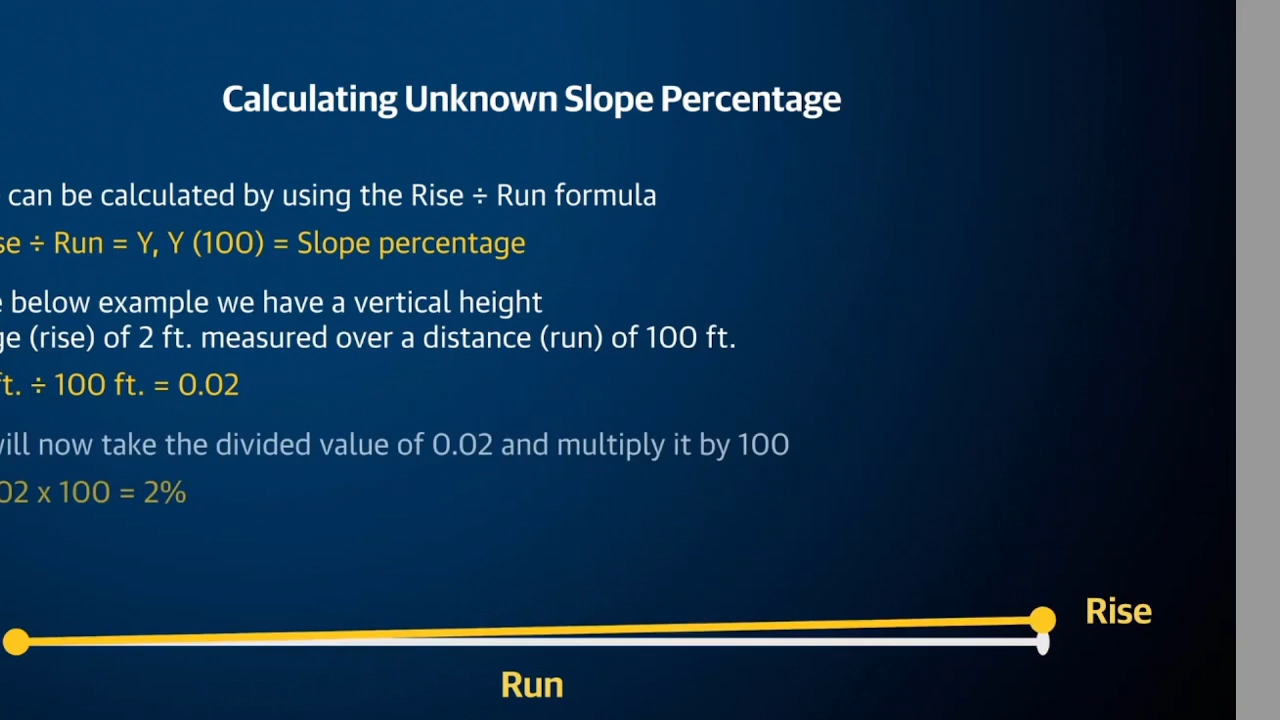 Calculating Unknown Slope Percentage
can be calculated by using the Rise ÷ Run formula
se ÷ Run = Y, Y (100) = Slope percentage
e below example we have a vertical height
ge (rise) of 2 ft. measured over a distance (run) of 100 ft.
ft. ÷ 100 ft. = 0.02
will now take the divided value of 0.02 and multiply it by 100
02 x 100 = 2%
Rise
Run